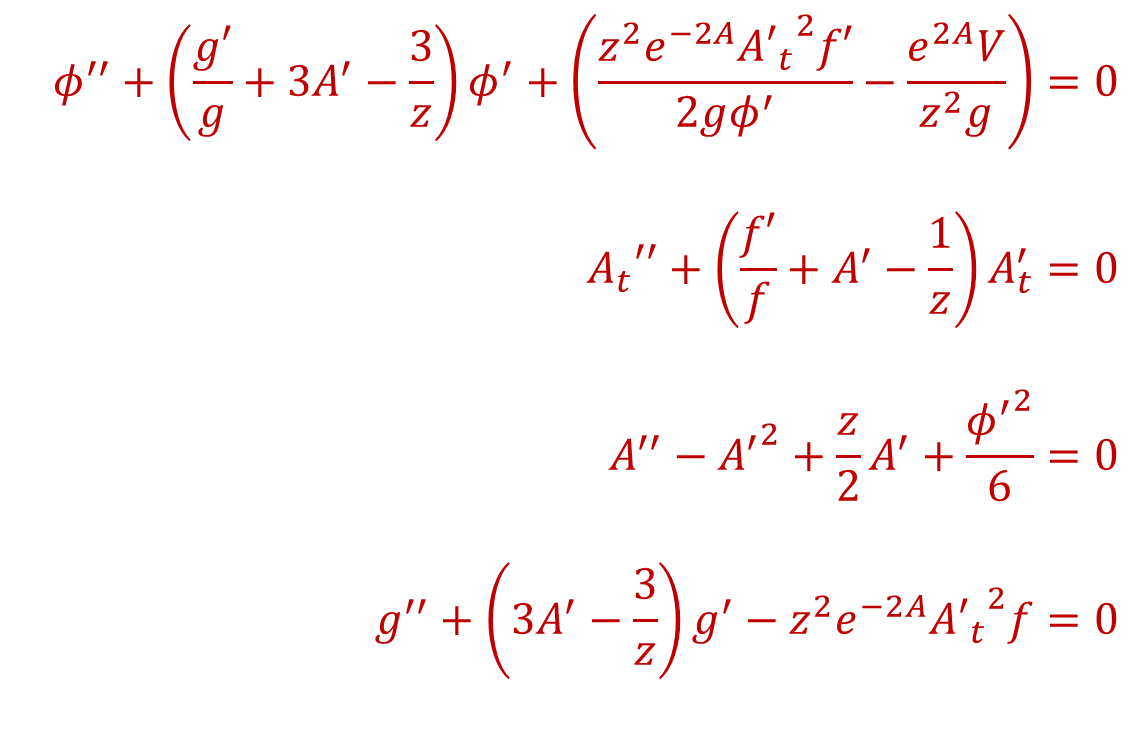 ϕ′′ + (g′/g + 3A′ − 3/z) ϕ′ + (z²e^{−2A}A′_t²f′/2gϕ′ − e^{2A}V/z²g) = 0
A_t′′ + (f′/f + A′ − 1/z) A′_t = 0
A′′ − A′² + z/2 A′ + ϕ′²/6 = 0
g′′ + (3A′ − 3/z) g′ − z²e^{−2A}A′_t²f = 0